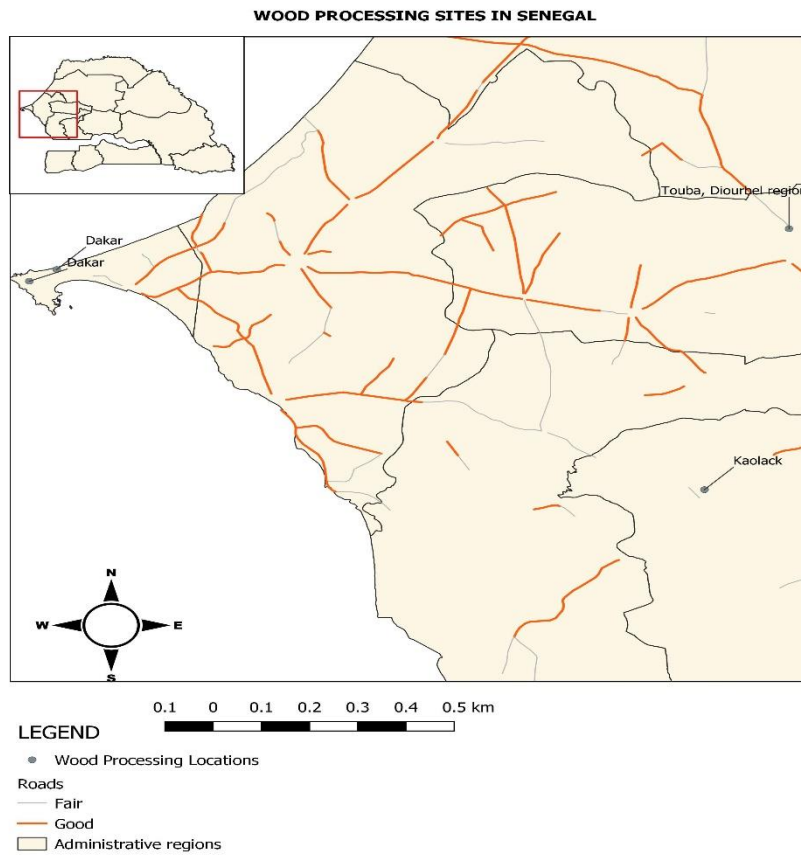 WOOD PROCESSING SITES IN SENEGAL
Touba, Diourbel region
Dakar
Dakar
Kaolack
N
W
E
S
0.1 0 0.1 0.2 0.3 0.4 0.5 km
LEGEND
Wood Processing Locations
Roads
Fair
Good
Administrative regions